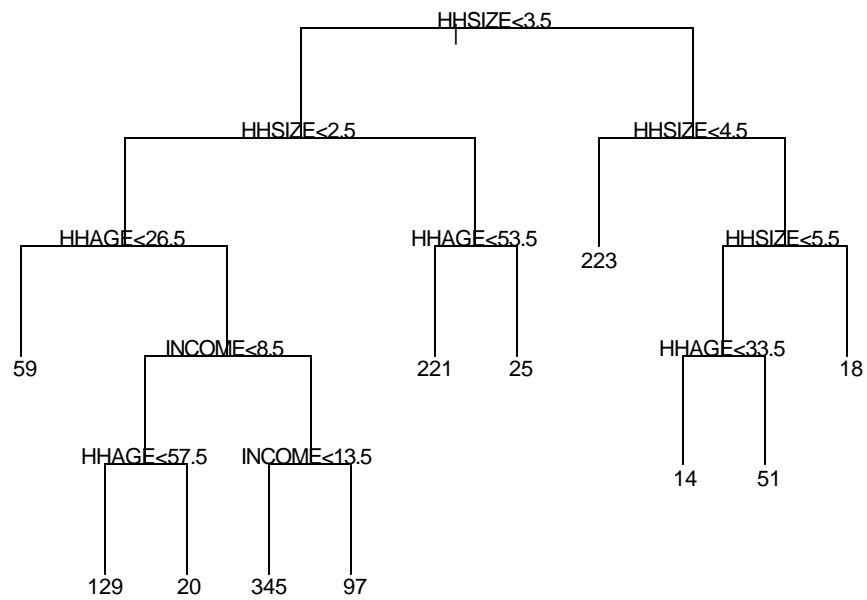 HHSIZE<3.5
HHSIZE<2.5 HHSIZE<4.5
HHAGE<26.5 HHAGE<53.5 HHSIZE<5.5
223
INCOME<8.5 HHAGE<33.5
59 221 25 18
HHAGE<57.5 INCOME<13.5
14 51
129 20 345 97